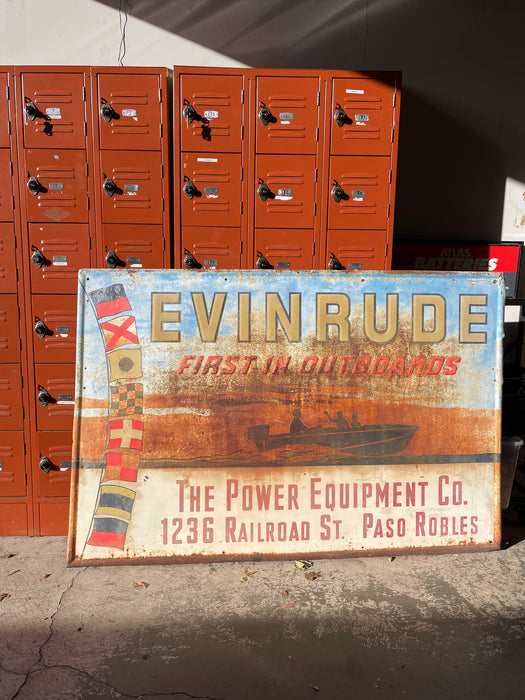 ATLAS
BATTERIES
EVINRUDE
FIRST IN OUTBOARDS
THE POWER EQUIPMENT CO.
1236 RAILROAD ST. PASO ROBLES